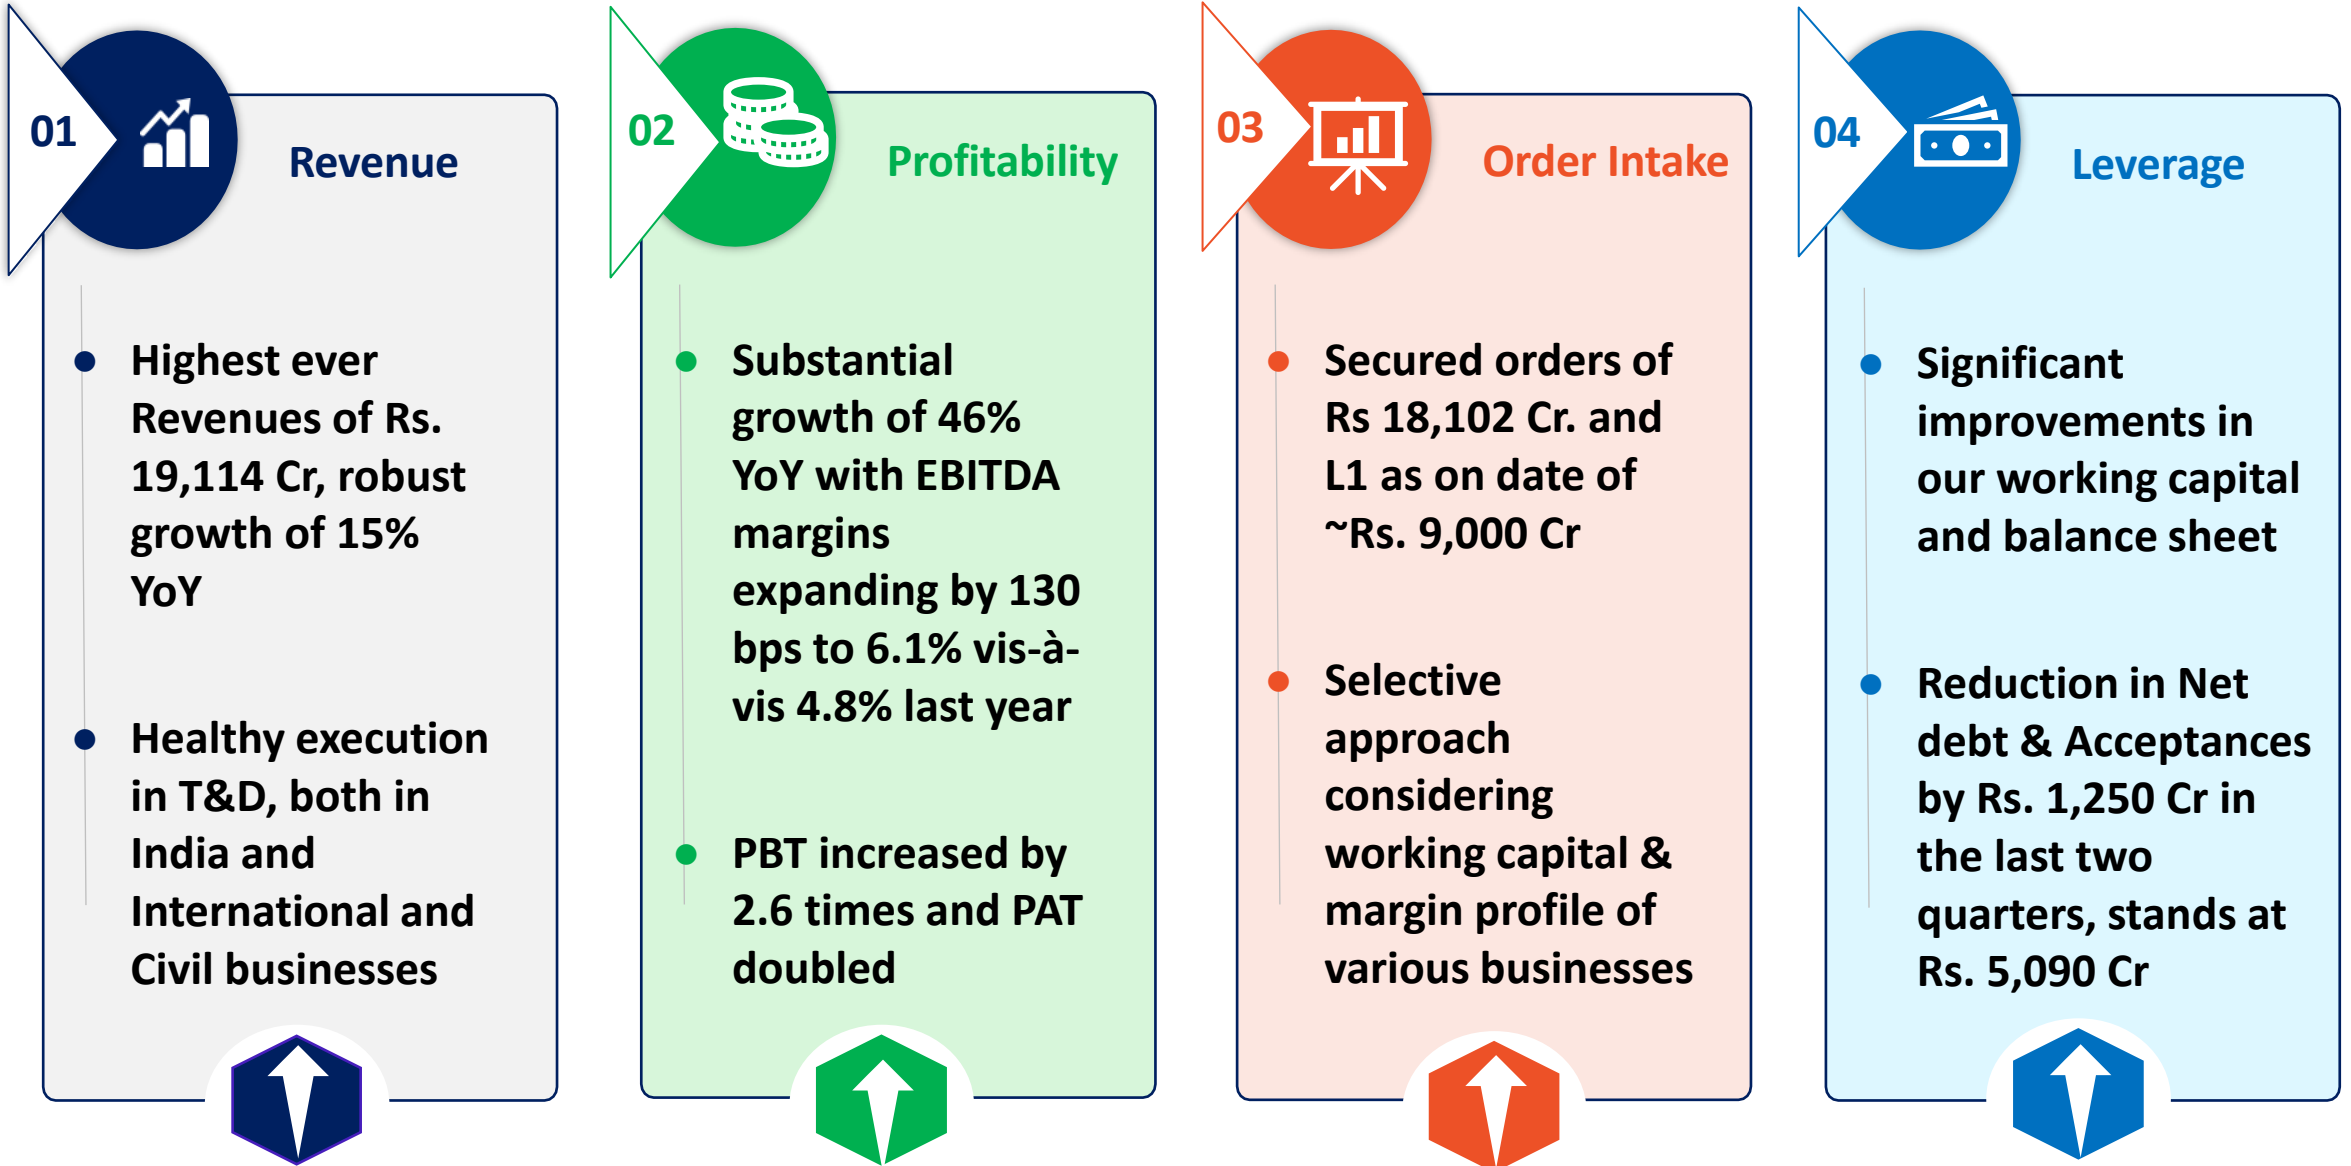 01
Revenue
Highest ever
Revenues of Rs.
19,114 Cr, robust
growth of 15%
YoY
Healthy execution
in T&D, both in
India and
International and
Civil businesses
02
Profitability
Substantial
growth of 46%
YoY with EBITDA
margins
expanding by 130
bps to 6.1% vis-à-
vis 4.8% last year
PBT increased by
2.6 times and PAT
doubled
03
Order Intake
Secured orders of
Rs 18,102 Cr. and
L1 as on date of
~Rs. 9,000 Cr
Selective
approach
considering
working capital &
margin profile of
various businesses
04
Leverage
Significant
improvements in
our working capital
and balance sheet
Reduction in Net
debt & Acceptances
by Rs. 1,250 Cr in
the last two
quarters, stands at
Rs. 5,090 Cr